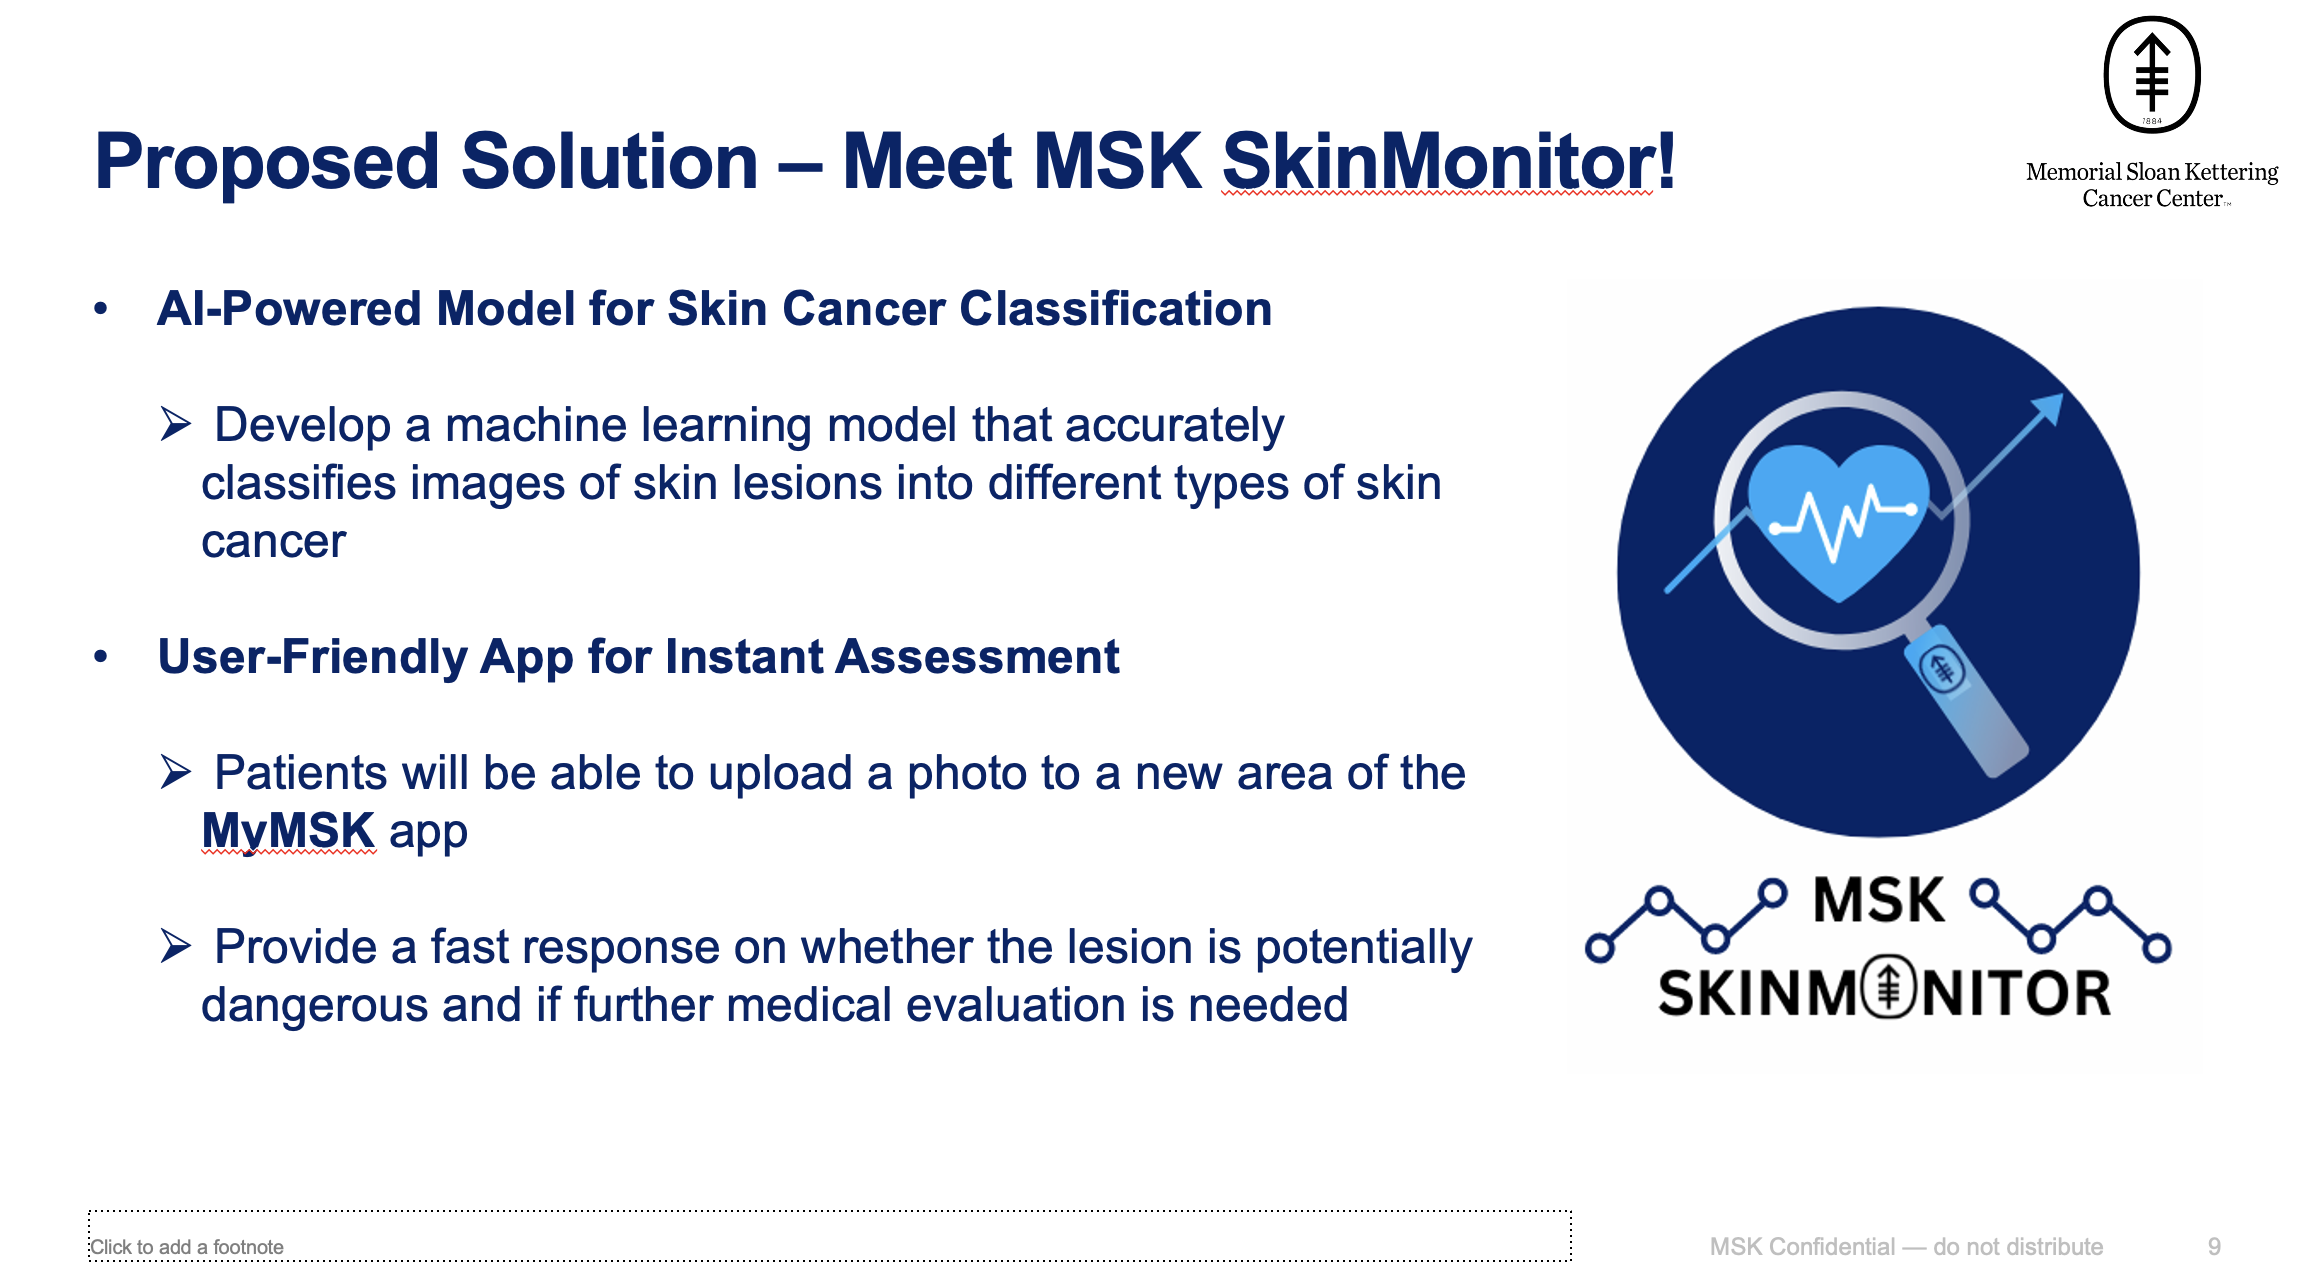 1884
Memorial Sloan Kettering
Cancer Center™
Proposed Solution – Meet MSK SkinMonitor!
• AI-Powered Model for Skin Cancer Classification
➢ Develop a machine learning model that accurately
classifies images of skin lesions into different types of skin
cancer
• User-Friendly App for Instant Assessment
➢ Patients will be able to upload a photo to a new area of the
MyMSK app
➢ Provide a fast response on whether the lesion is potentially
dangerous and if further medical evaluation is needed
MSK
SKINMONITOR
Click to add a footnote
MSK Confidential — do not distribute
9